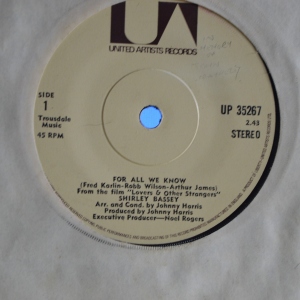 UA
UNITED ARTISTS RECORDS
SIDE
1
Trousdale
Music
45 RPM
UP 35267
2.43
STEREO
FOR ALL WE KNOW
(Fred Karlin-Robb Wilson-Arthur James)
From the film "Lovers & Other Strangers"
SHIRLEY BASSEY
Arr. and Cond. by Johnny Harris
Produced by Johnny Harris
Executive Producer—Noel Rogers